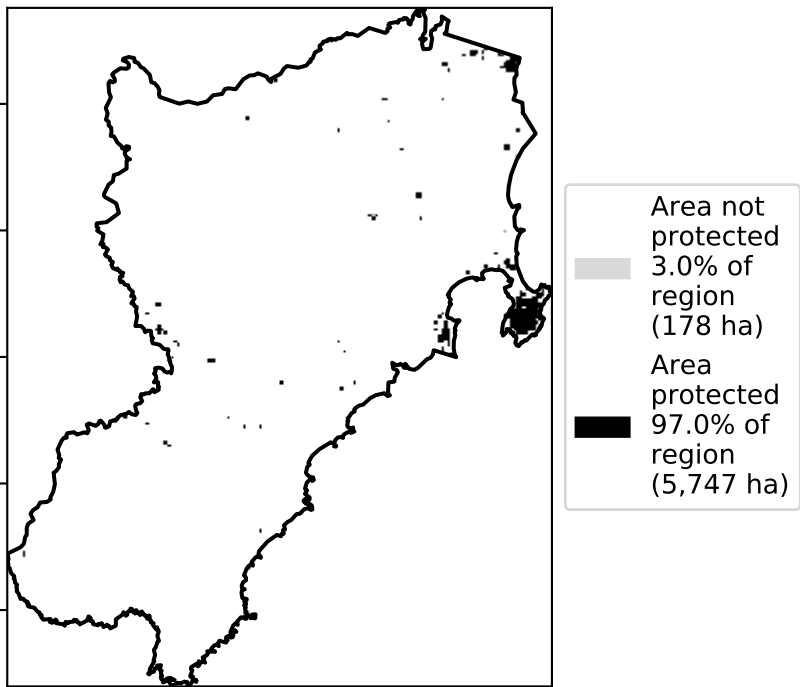 Area not
protected
3.0% of
region
(178 ha)
Area
protected
97.0% of
region
(5,747 ha)